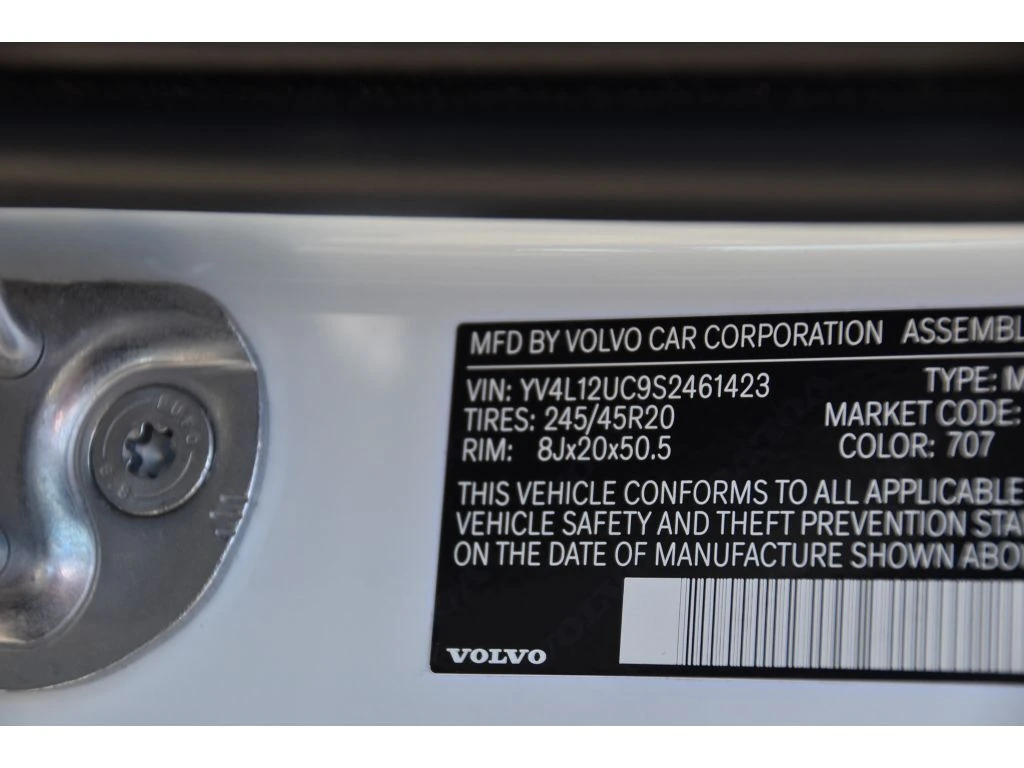 MFD BY VOLVO CAR CORPORATION ASSEMBL
VIN: YV4L12UC9S2461423 TYPE: M
TIRES: 245/45R20 MARKET CODE:
RIM: 8Jx20x50.5 COLOR: 707
THIS VEHICLE CONFORMS TO ALL APPLICABLE
VEHICLE SAFETY AND THEFT PREVENTION STA
ON THE DATE OF MANUFACTURE SHOWN ABO
VOLVO